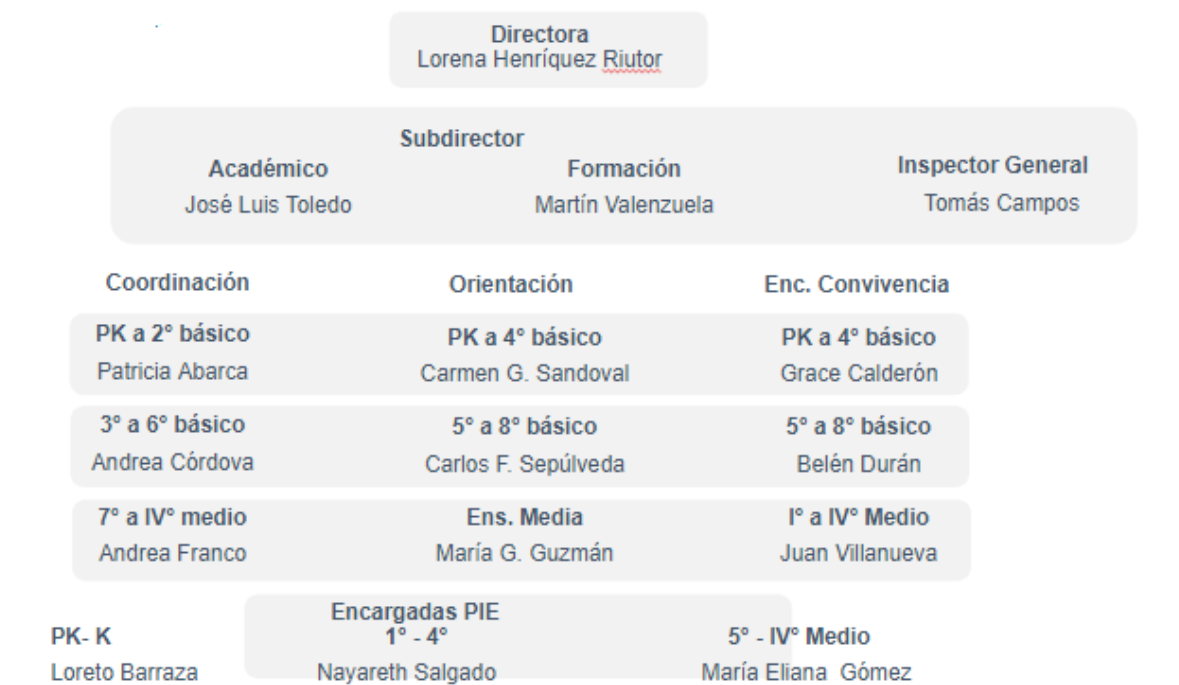 Directora
Lorena Henríquez Riutor
Subdirector
Académico Formación Inspector General
José Luis Toledo Martín Valenzuela Tomás Campos
Coordinación Orientación Enc. Convivencia
PK a 2° básico PK a 4° básico PK a 4° básico
Patricia Abarca Carmen G. Sandoval Grace Calderón
3° a 6° básico 5° a 8° básico 5° a 8° básico
Andrea Córdova Carlos F. Sepúlveda Belén Durán
7° a IV° medio Ens. Media I° a IV° Medio
Andrea Franco María G. Guzmán Juan Villanueva
Encargadas PIE
PK- K 1° - 4° 5° - IV° Medio
Loreto Barraza Nayareth Salgado María Eliana Gómez